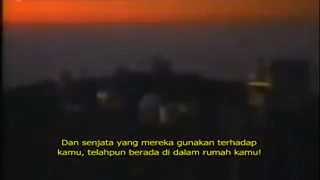 Dan senjata yang mereka gunakan terhadap
kamu, telahpun berada di dalam rumah kamu!